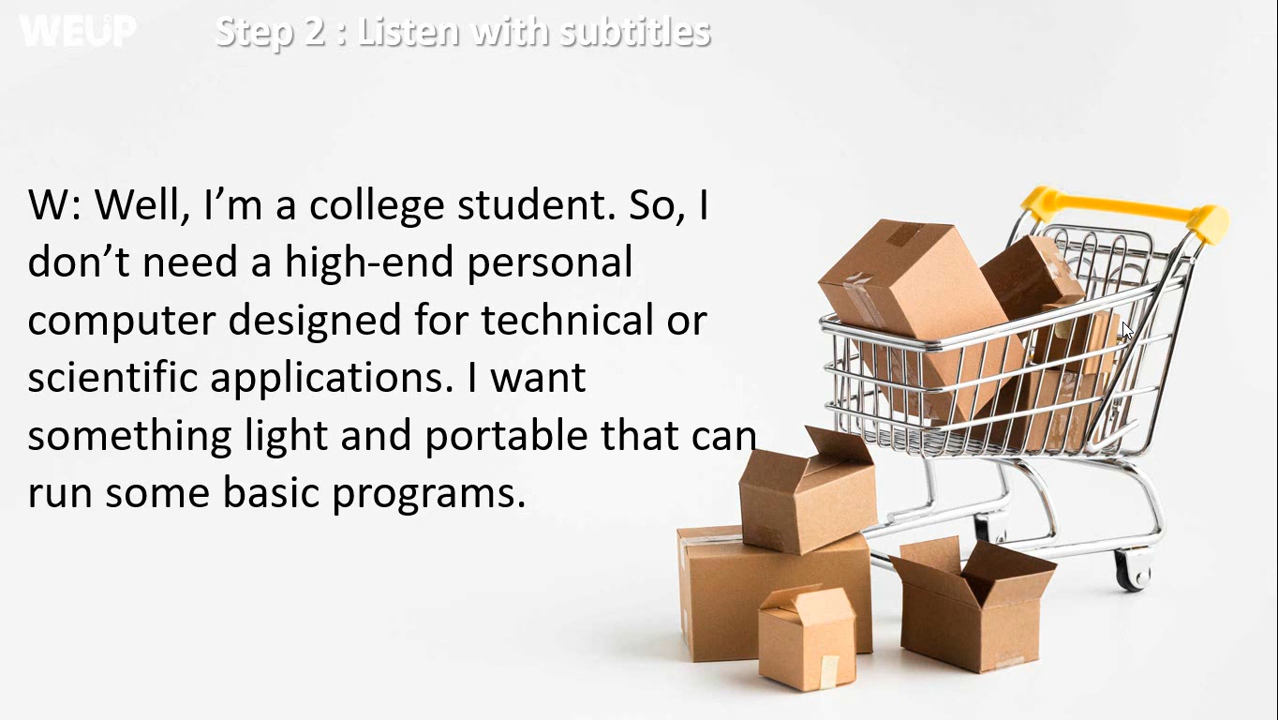 WEUP
Step 2 : Listen with subtitles
W: Well, I’m a college student. So, I
don’t need a high-end personal
computer designed for technical or
scientific applications. I want
something light and portable that can
run some basic programs.